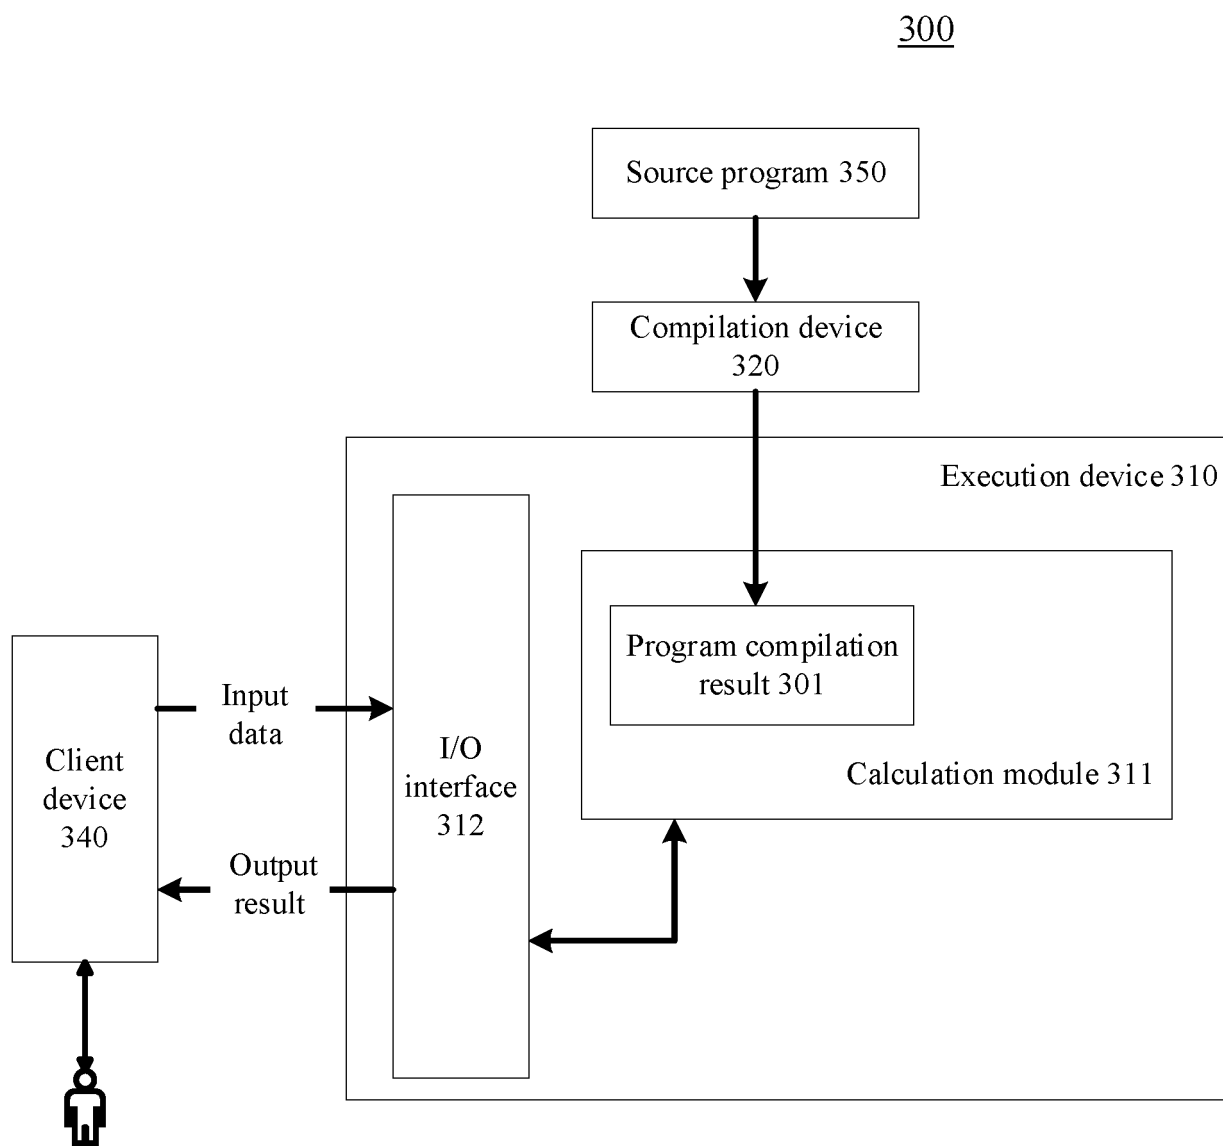 300
Source program 350
Compilation device
320
Execution device 310
Program compilation
result 301
Calculation module 311
I/O
interface
312
Input
data
Output
result
Client
device
340